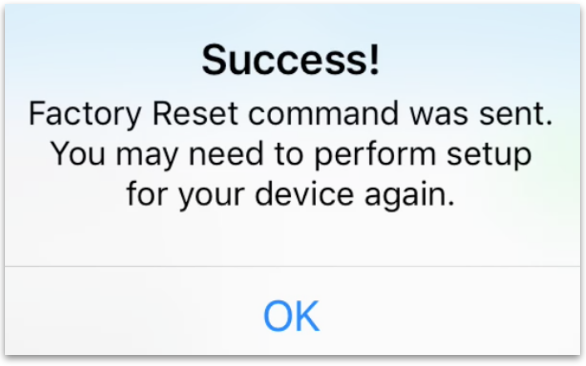 Success!
Factory Reset command was sent.
You may need to perform setup
for your device again.
OK